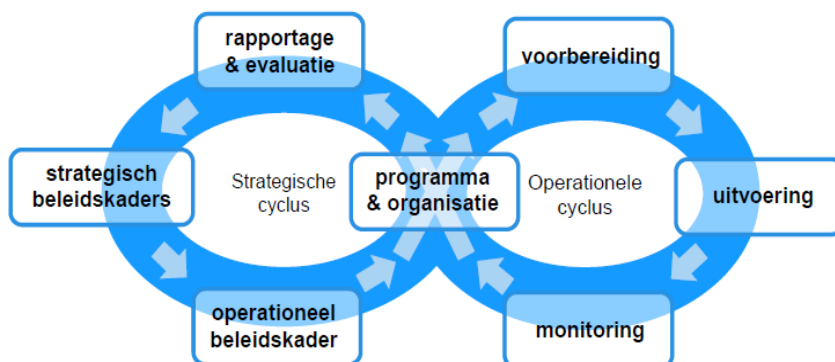 rapportage
& evaluatie
voorbereiding
strategisch
beleidskaders
Strategische
cyclus
programma
& organisatie
Operationele
cyclus
uitvoering
operationeel
beleidskader
monitoring